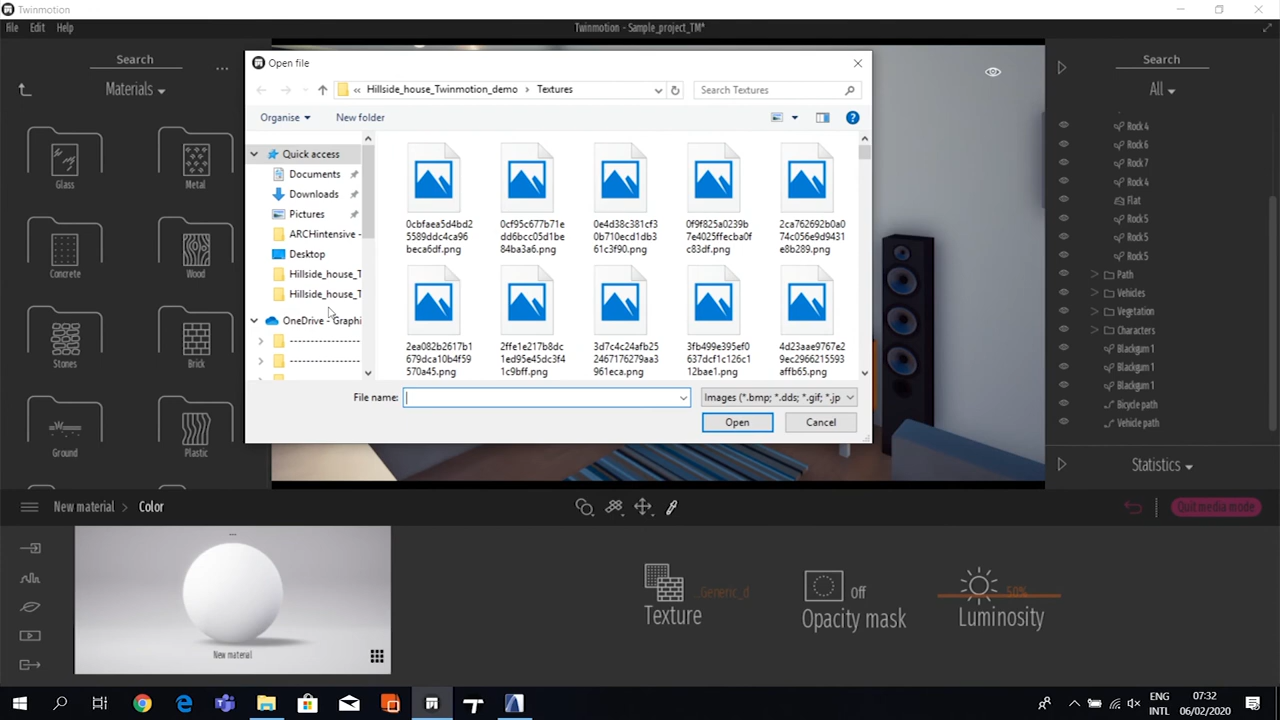 Twinmotion
File Edit Help
Twinmotion - Sample_project_TM*
Search
...
Materials
Glass
Metal
Concrete
Wood
Stones
Brick
Ground
Plastic
Open file
« Hillside_house_Twinmotion_demo > Textures
Search Textures
Organise
New folder
Quick access
Documents
Downloads
Pictures
ARCHintensive -
Desktop
Hillside_house_T
Hillside_house_T
OneDrive - Graphi
0cbfaea5d4bd2
5589ddc4ca96
beca6df.png
0cf95c677b71e
dd6bcc05d1be
84ba3a6.png
0e4d38c381cf3
0b710ecd1db3
61c3f90.png
0f9f825a0239b
7e4025ffecba0f
c83df.png
2ca762692b0a0
74c056e9d9431
e8b289.png
2ea082b2617b1
679dca10b4f59
570a45.png
2ffe1e217b8dc
1ed95e45dc3f4
1c9bff.png
3d7c4c24afb25
2467176279aa3
961eca.png
3fb499e395ef0
637dcf1c126c1
12bae1.png
4d23aae9767e2
9ec2966215593
affb65.png
File name:
Images (*.bmp; *.dds; *.gif; *.jp
Open
Cancel
Search
All
Rock 4
Rock 6
Rock 7
Rock 4
Flat
Rock 5
Rock 5
Rock 5
Path
Vehicles
Vegetation
Characters
Blackgum 1
Blackgum 1
Blackgum 1
Bicycle path
Vehicle path
Statistics
New material > Color
Quit media mode
New material
...Generic_d
Texture
Off
Opacity mask
50%
Luminosity
ENG
INTL
07:32
06/02/2020